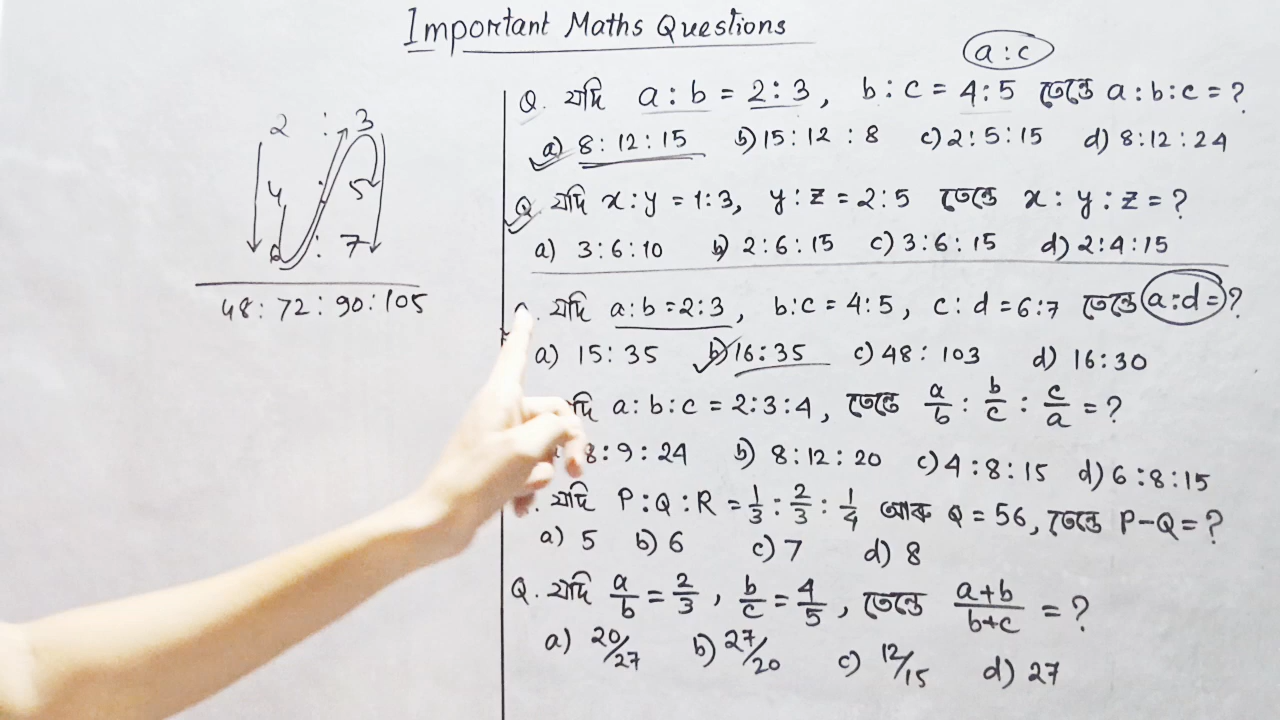 Important Maths Questions
a:c
Q. যদি a : b = 2 : 3, b : c = 4 : 5 তেন্তে a : b : c = ?
a) 8 : 12 : 15 b) 15 : 12 : 8 c) 2 : 5 : 15 d) 8 : 12 : 24
Q যদি x : y = 1 : 3, y : z = 2 : 5 তেন্তে x : y : z = ?
a) 3 : 6 : 10 b) 2 : 6 : 15 c) 3 : 6 : 15 d) 2 : 4 : 15
যদি a : b = 2 : 3, b : c = 4 : 5, c : d = 6 : 7 তেন্তে a : d = ?
a) 15 : 35 b) 16 : 35 c) 48 : 103 d) 16 : 30
a : b : c = 2 : 3 : 4, তেন্তে a/b : b/c : c/a = ?
8 : 9 : 24 b) 8 : 12 : 20 c) 4 : 8 : 15 d) 6 : 8 : 15
যদি P : Q : R = 1/3 : 2/3 : 1/4 আৰু Q = 56, তেন্তে P - Q = ?
a) 5 b) 6 c) 7 d) 8
Q. যদি a/b = 2/3, b/c = 4/5, তেন্তে a+b/b+c = ?
a) 20/27 b) 27/20 c) 12/15 d) 27
2 : 3
4 : 5
: 7
48 : 72 : 90 : 105